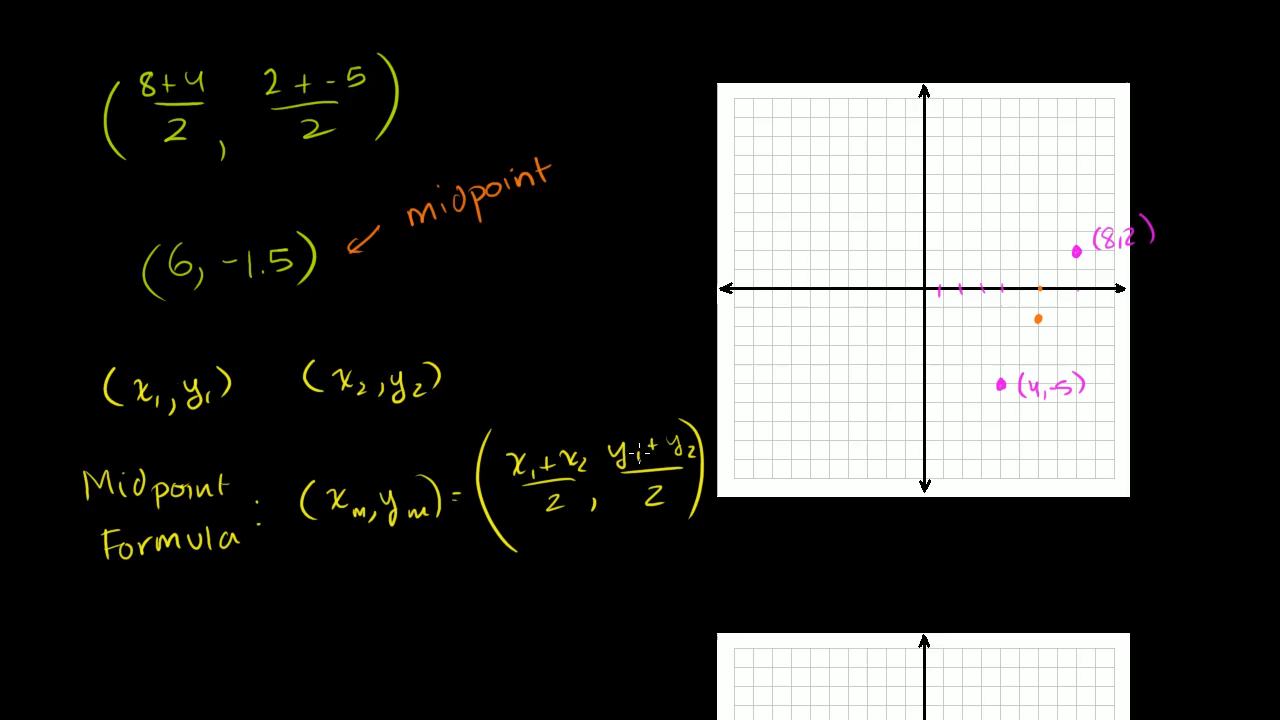 (8+4/2, 2+-5/2)
midpoint
(6, -1.5)
(x₁, y₁) (x₂, y₂)
Midpoint
Formula: (xₘ, yₘ) = (x₁+x₂/2, y₁+y₂/2)
(8,2)
(4,-5)